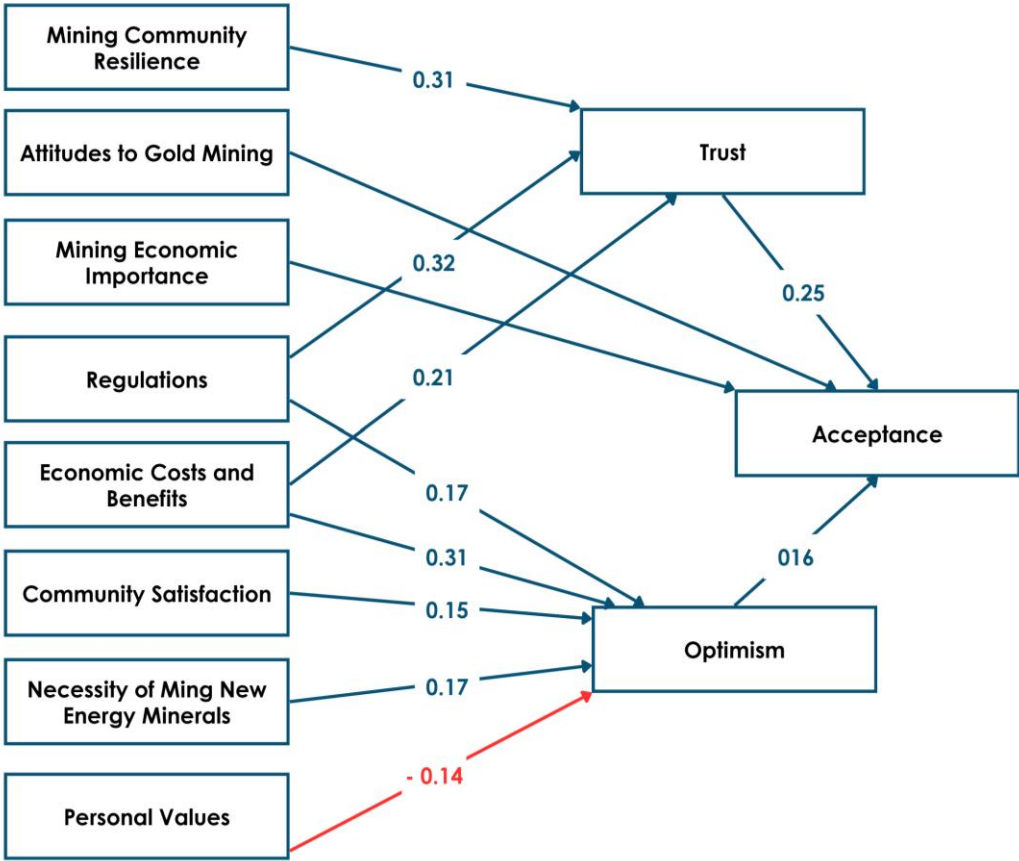 Mining Community
Resilience
0.31
Attitudes to Gold Mining
Trust
Mining Economic
Importance
0.32
0.25
Regulations
0.21
Acceptance
Economic Costs and
Benefits
0.17
0.31
016
Community Satisfaction
0.15
Optimism
Necessity of Ming New
Energy Minerals
0.17
- 0.14
Personal Values